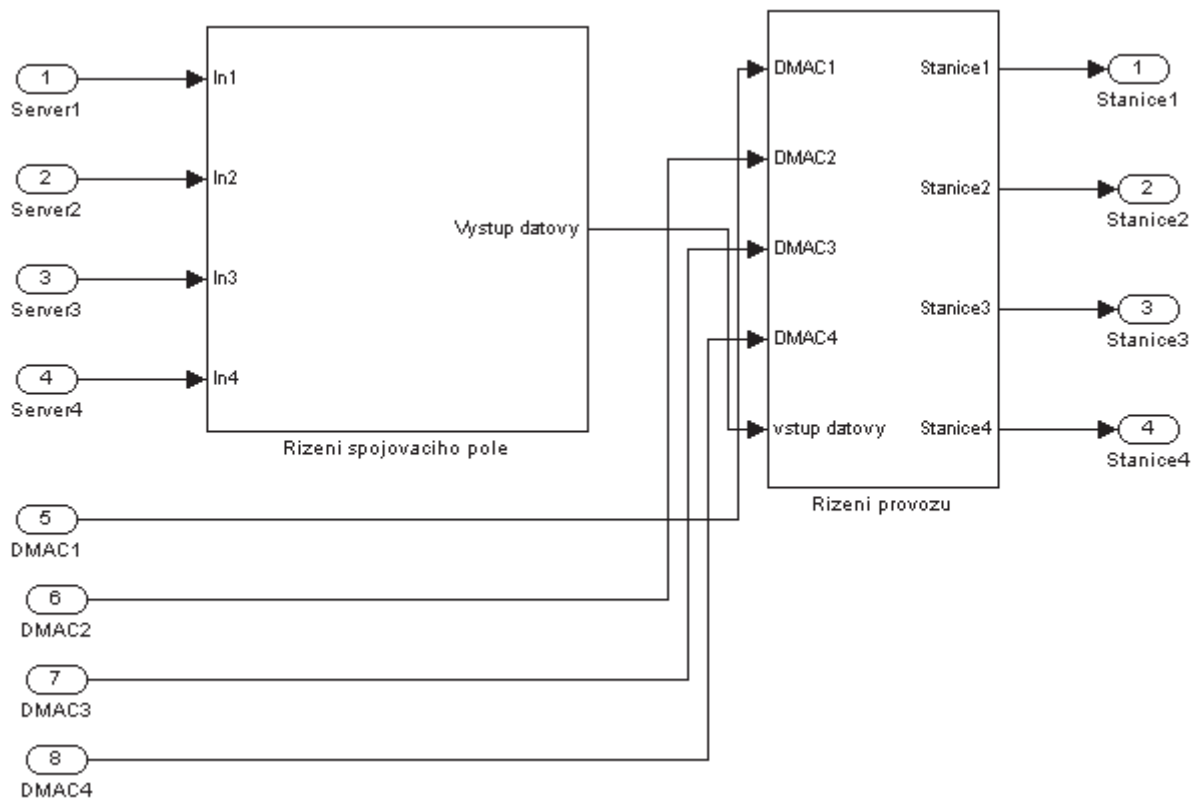 1
Server1
2
Server2
3
Server3
4
Server4
In1
In2
In3
In4
Vystup datovy
Rizeni spojovaciho pole
5
DMAC1
6
DMAC2
7
DMAC3
8
DMAC4
DMAC1
DMAC2
DMAC3
DMAC4
vstup datovy
Stanice1
Stanice2
Stanice3
Stanice4
Rizeni provozu
1
Stanice1
2
Stanice2
3
Stanice3
4
Stanice4